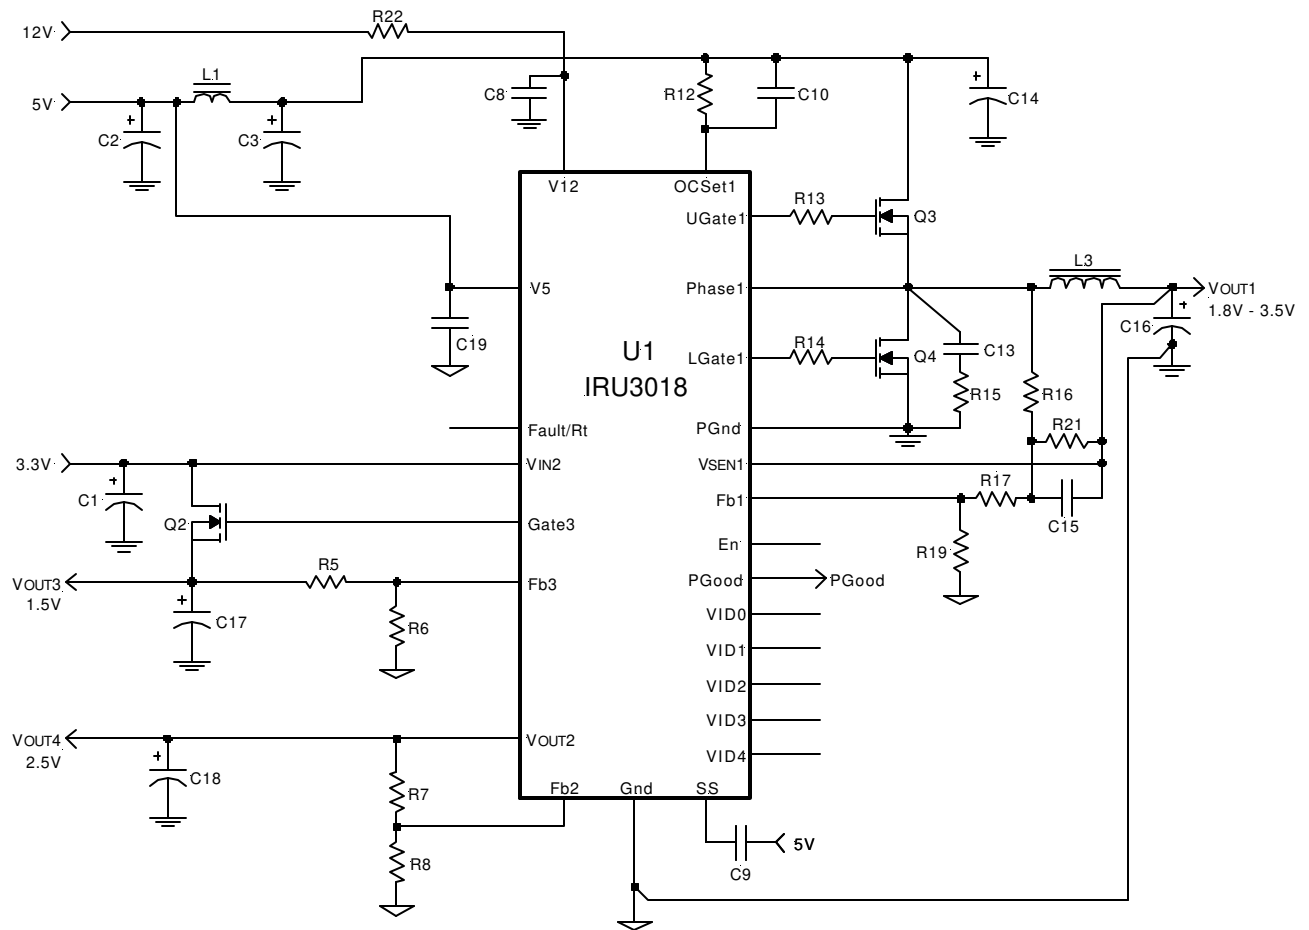 12V
R22
5V
L1
C2
C3
C8
R12
C10
C14
V12
OCSet1
UGate1
R13
Q3
V5
Phase1
L3
VOUT1
1.8V - 3.5V
C16
C19
U1
IRU3018
LGate1
R14
Q4
C13
R15
R16
Fault/Rt
PGnd
R21
3.3V
VIN2
VSEN1
C1
Fb1
R17
C15
Q2
Gate3
En
R19
VOUT3
1.5V
R5
Fb3
PGood
PGood
C17
R6
VID0
VID1
VID2
VID3
VID4
VOUT4
2.5V
VOUT2
C18
R7
Fb2
Gnd
SS
R8
C9
5V
+
+
+
+
+
+
+